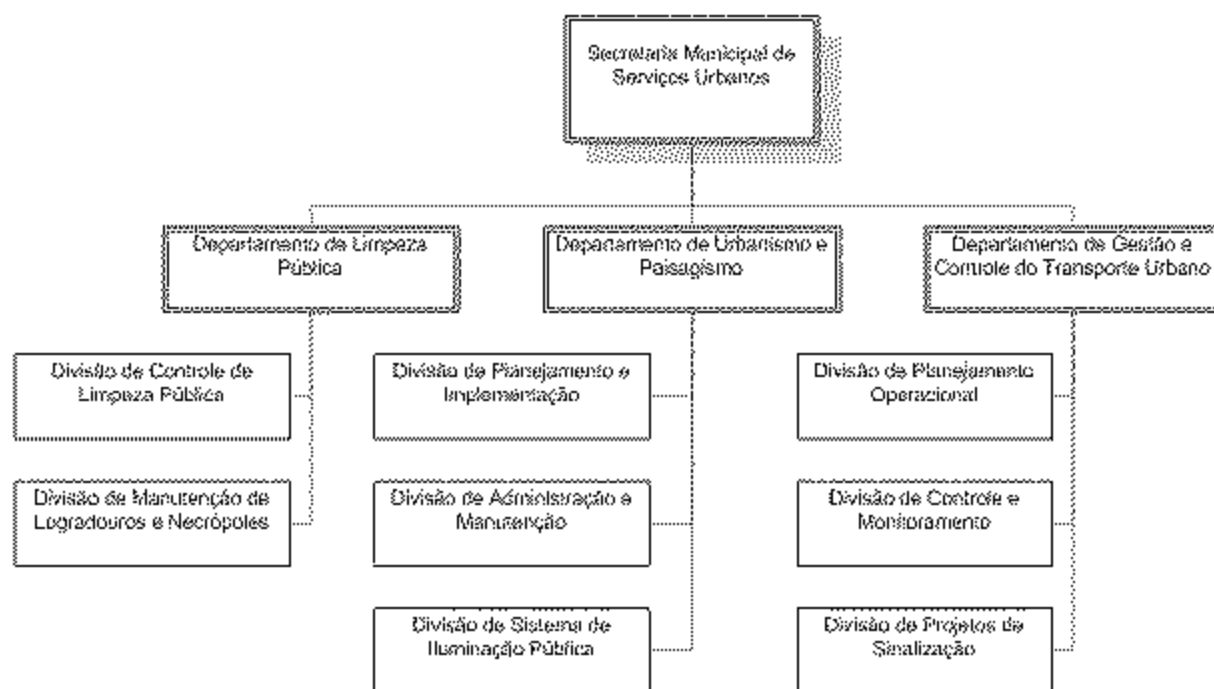 Secretaria Municipal de
Serviços Urbanos
Departamento de Limpeza
Pública
Departamento de Urbanismo e
Paisagismo
Departamento de Gestão e
Controle do Transporte Urbano
Divisão de Controle de
Limpeza Pública
Divisão de Planejamento e
Implementação
Divisão de Planejamento
Operacional
Divisão de Manutenção de
Logradouros e Necrópoles
Divisão de Administração e
Manutenção
Divisão de Controle e
Monitoramento
Divisão de Sistema de
Iluminação Pública
Divisão de Projetos de
Sinalização